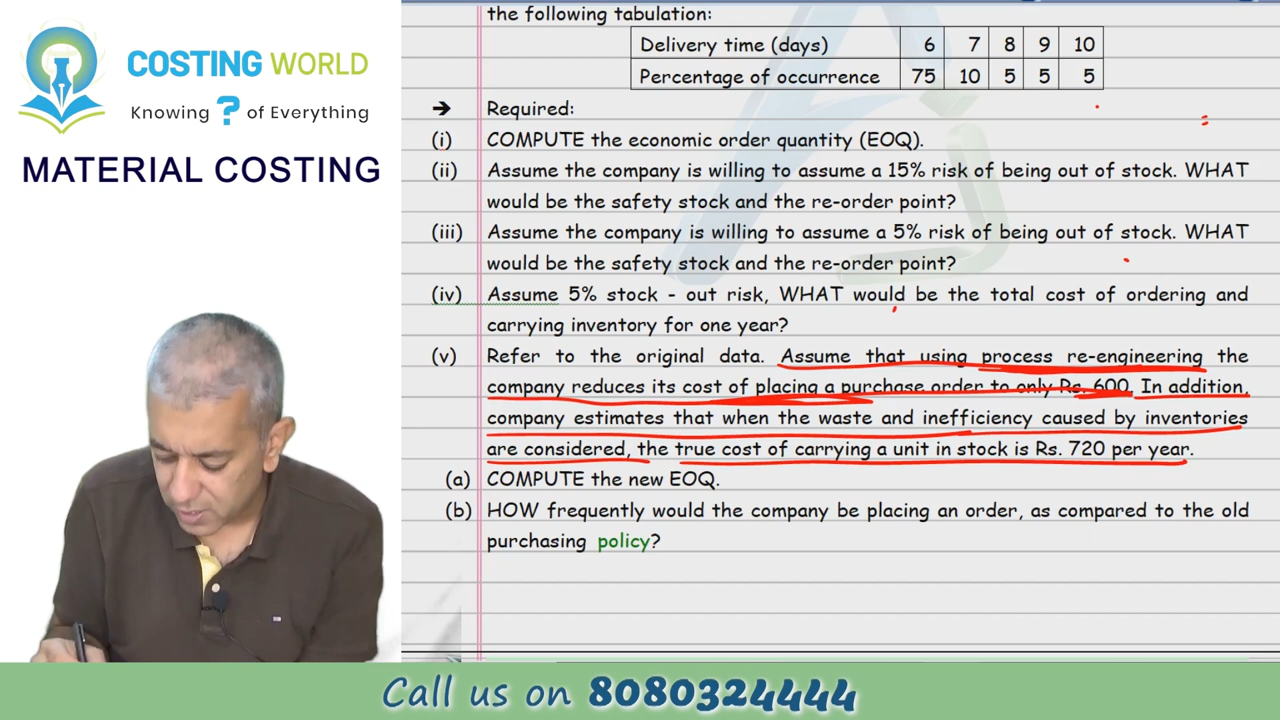 COSTING WORLD
Knowing ? of Everything
MATERIAL COSTING
the following tabulation:
Delivery time (days) 6 7 8 9 10
Percentage of occurrence 75 10 5 5 5
➔ Required:
(i) COMPUTE the economic order quantity (EOQ).
(ii) Assume the company is willing to assume a 15% risk of being out of stock. WHAT
would be the safety stock and the re-order point?
(iii) Assume the company is willing to assume a 5% risk of being out of stock. WHAT
would be the safety stock and the re-order point?
(iv) Assume 5% stock - out risk, WHAT would be the total cost of ordering and
carrying inventory for one year?
(v) Refer to the original data. Assume that using process re-engineering the
company reduces its cost of placing a purchase order to only Rs. 600. In addition,
company estimates that when the waste and inefficiency caused by inventories
are considered, the true cost of carrying a unit in stock is Rs. 720 per year.
(a) COMPUTE the new EOQ.
(b) HOW frequently would the company be placing an order, as compared to the old
purchasing policy?
Call us on 8080324444